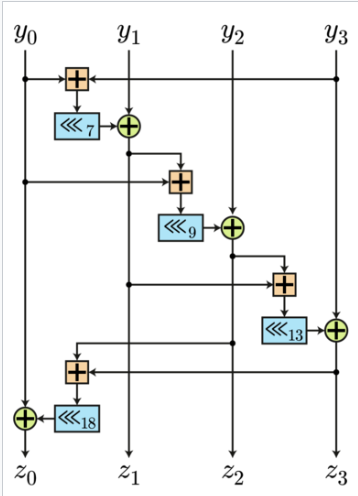 y₀ y₁ y₂ y₃
+
⋘ 7 +
+
⋘ 9 +
+
⋘ 13 +
+
+ ⋘ 18
z₀ z₁ z₂ z₃